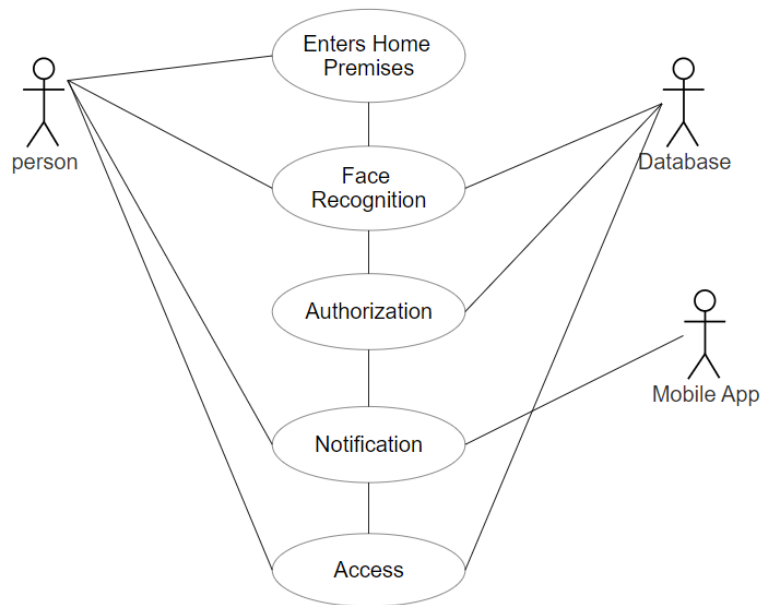 Enters Home
Premises
person
Database
Face
Recognition
Authorization
Mobile App
Notification
Access